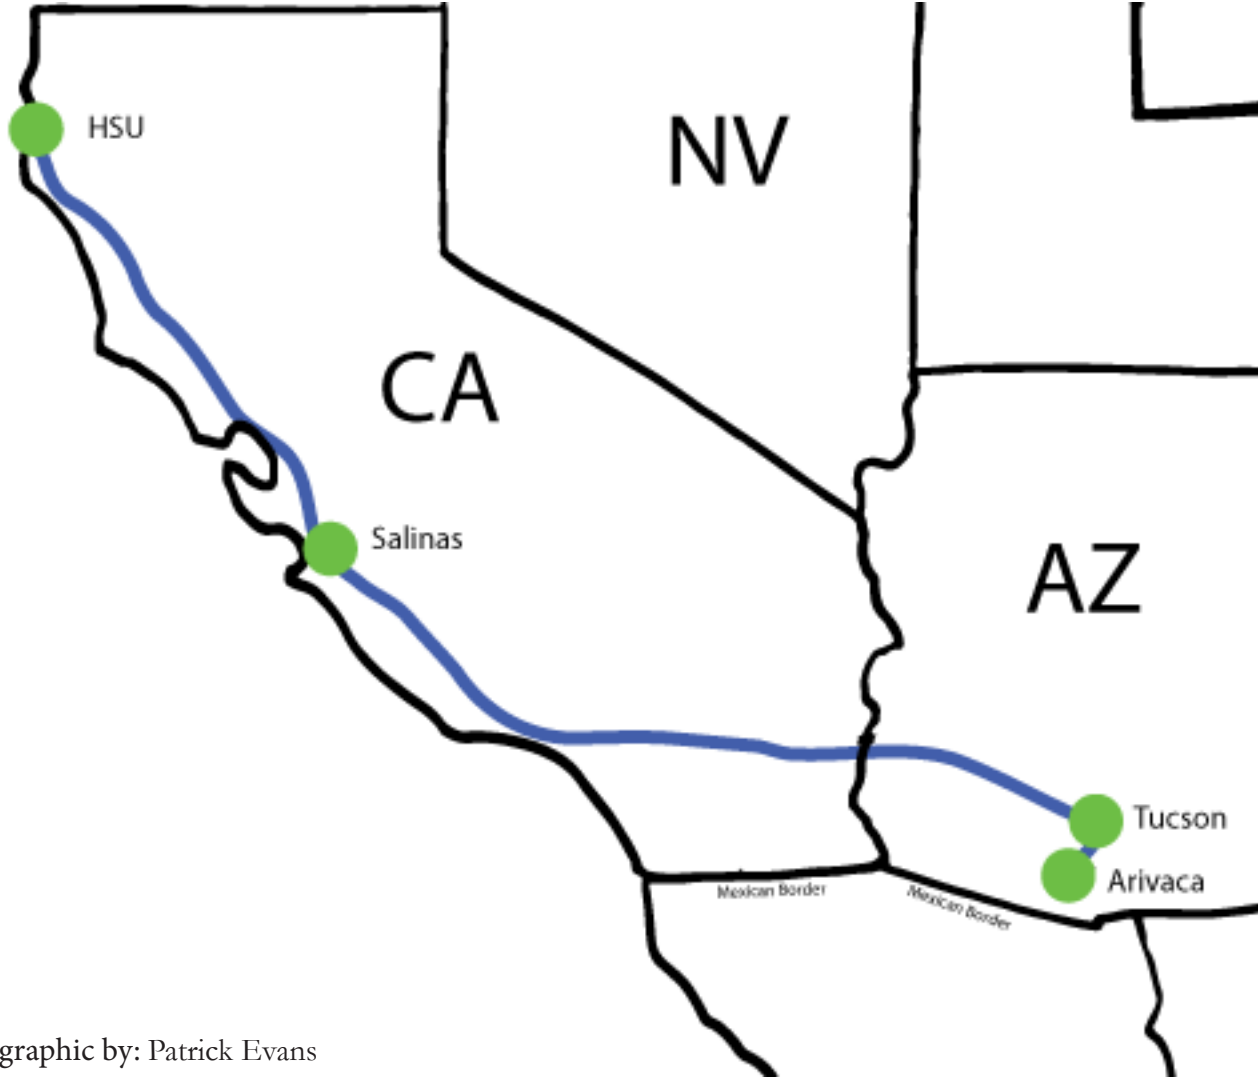 HSU
NV
CA
Salinas
AZ
Tucson
Arivaca
Mexican Border
Mexican Border
graphic by: Patrick Evans